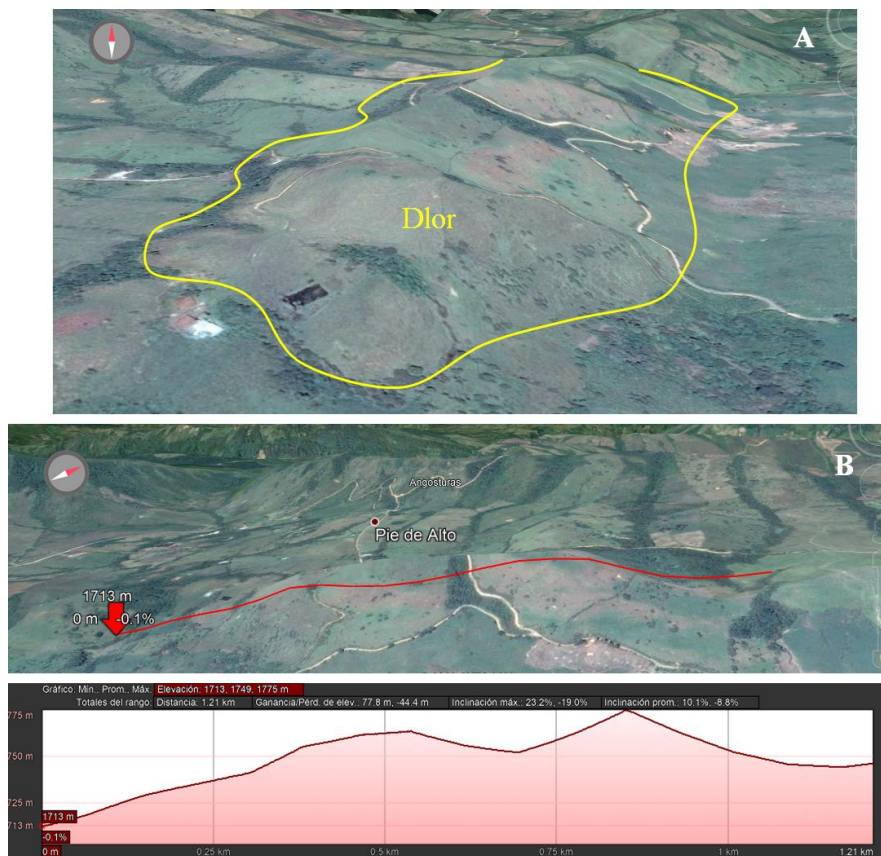 A
Dlor
B
Angosturas
Pie de Alto
1713 m
0 m -0.1%
Gráfico: Mín., Prom., Máx. Elevación: 1713, 1749, 1775 m
Totales del rango: Distancia: 1.21 km Ganancia/Pérd. de elev.: 77.8 m, -44.4 m Inclinación máx.: 23.2%, -19.0% Inclinación prom.: 10.1%, -8.8%
775 m
750 m
725 m
713 m
1713 m
-0.1%
0 m 0.25 km 0.5 km 0.75 km 1 km 1.21 km